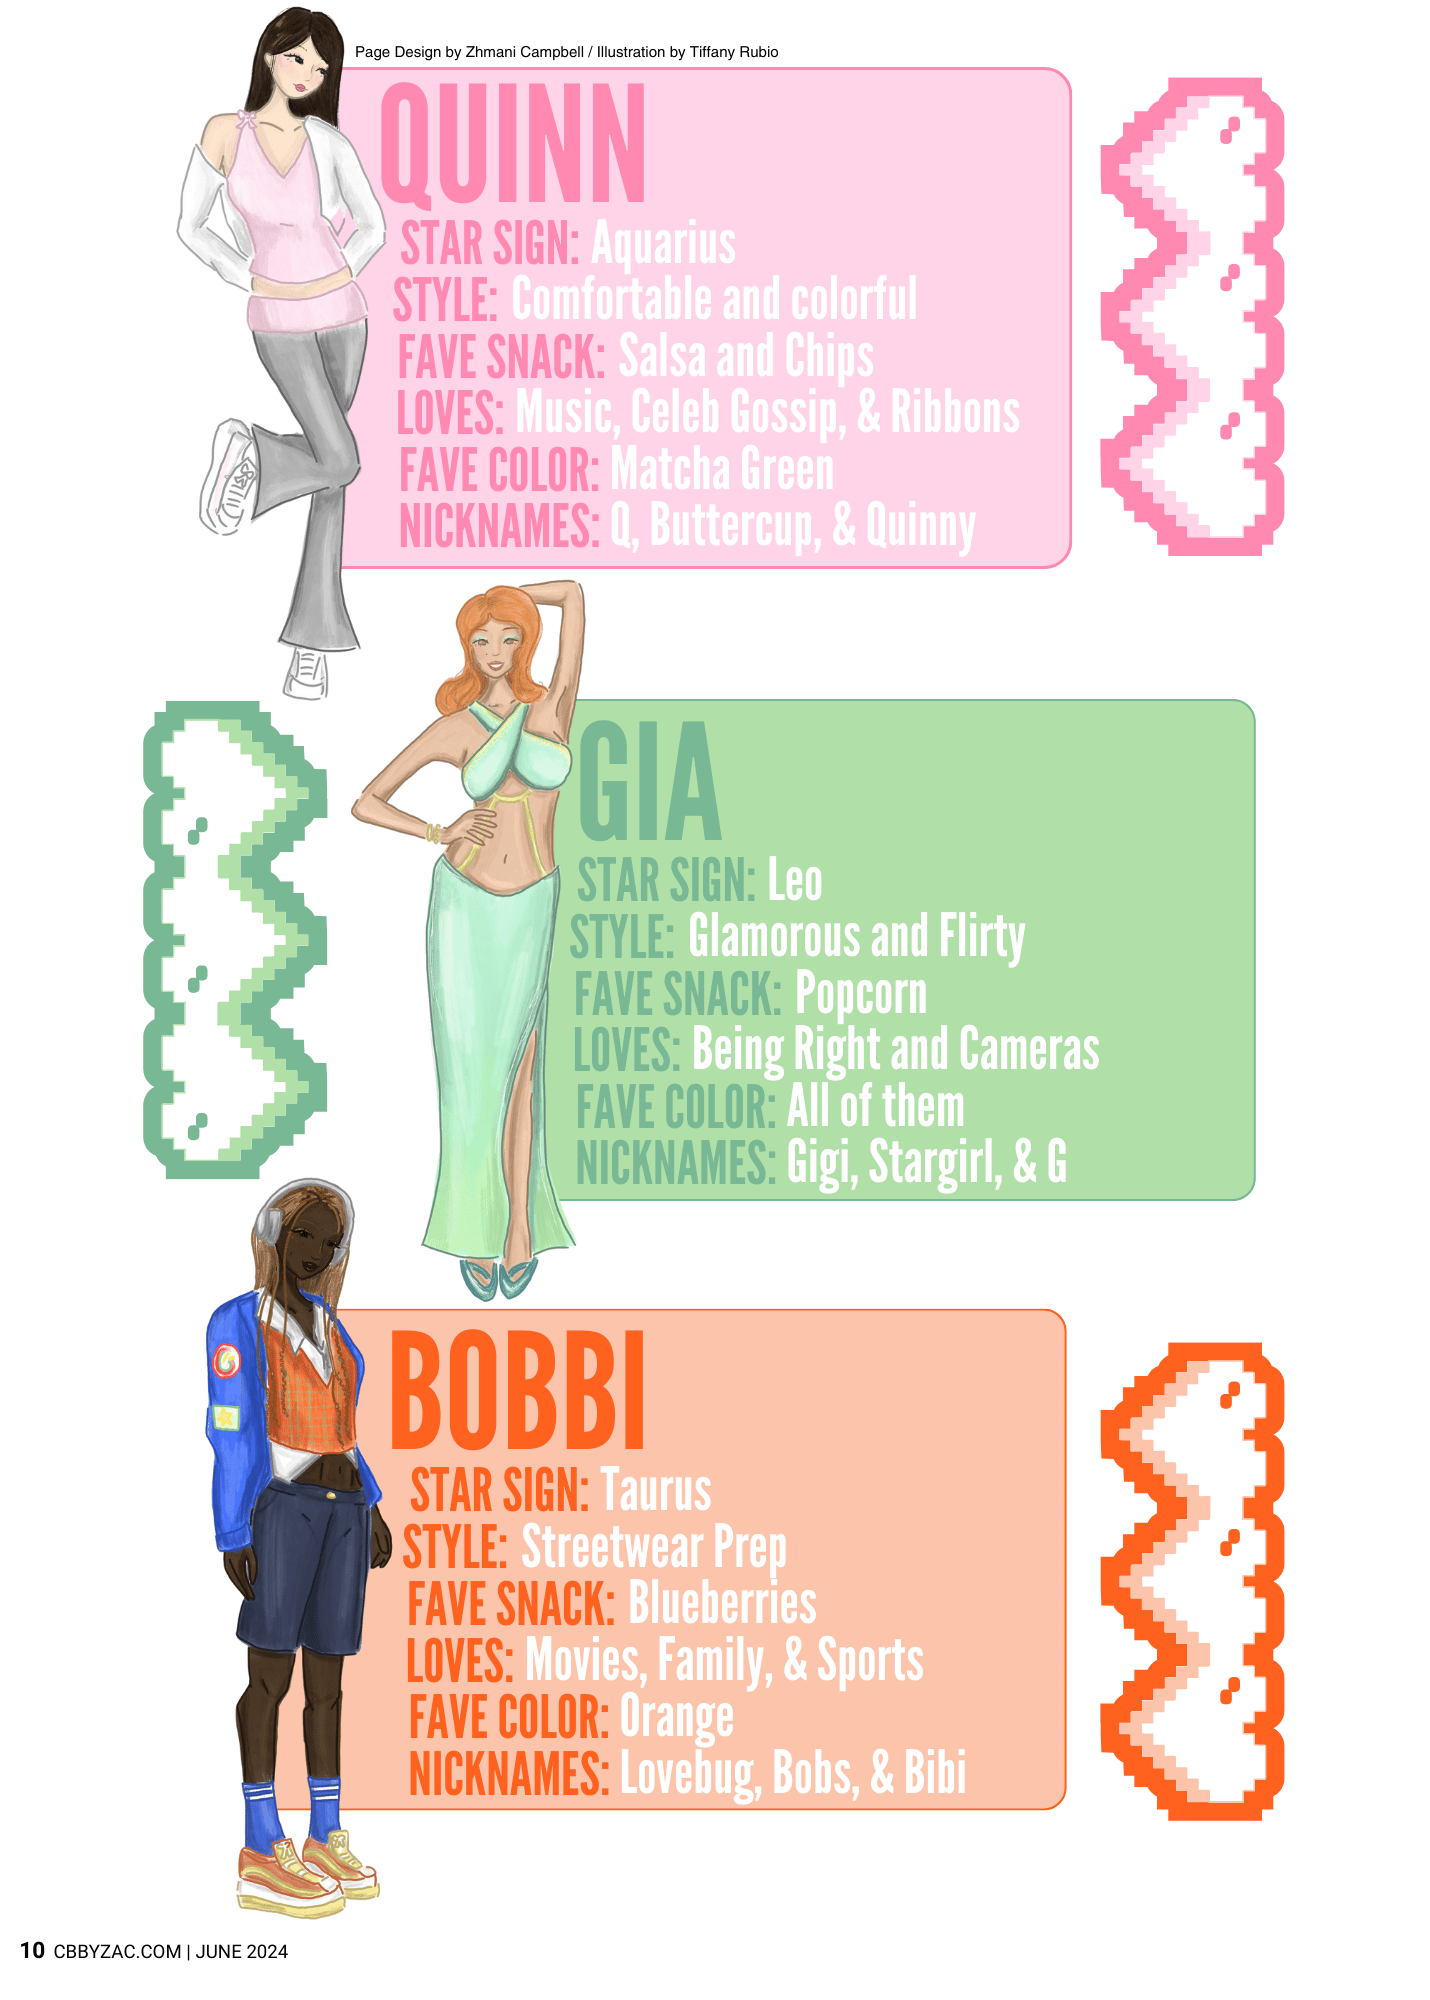 Page Design by Zhmani Campbell / Illustration by Tiffany Rubio
QUINN
STAR SIGN: Aquarius
STYLE: Comfortable and colorful
FAVE SNACK: Salsa and Chips
LOVES: Music, Celeb Gossip, & Ribbons
FAVE COLOR: Matcha Green
NICKNAMES: Q, Buttercup, & Quinny
GIA
STAR SIGN: Leo
STYLE: Glamorous and Flirty
FAVE SNACK: Popcorn
LOVES: Being Right and Cameras
FAVE COLOR: All of them
NICKNAMES: Gigi, Stargirl, & G
BOBBI
STAR SIGN: Taurus
STYLE: Streetwear Prep
FAVE SNACK: Blueberries
LOVES: Movies, Family, & Sports
FAVE COLOR: Orange
NICKNAMES: Lovebug, Bobs, & Bibi
10 CBBYZAC.COM | JUNE 2024